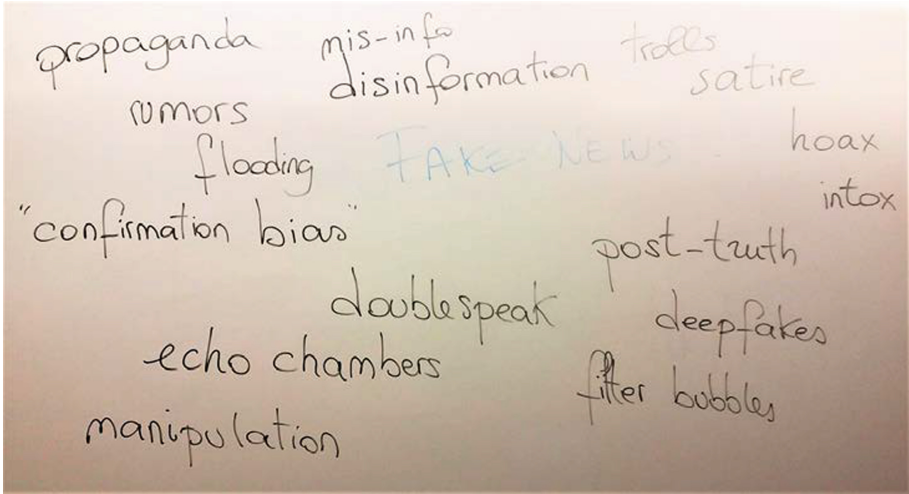 propaganda
mis-info
trolls
disinformation
satire
rumors
hoax
flooding
FAKE NEWS
intox
"confirmation bias"
post-truth
doublespeak
deepfakes
echo chambers
filter bubbles
manipulation